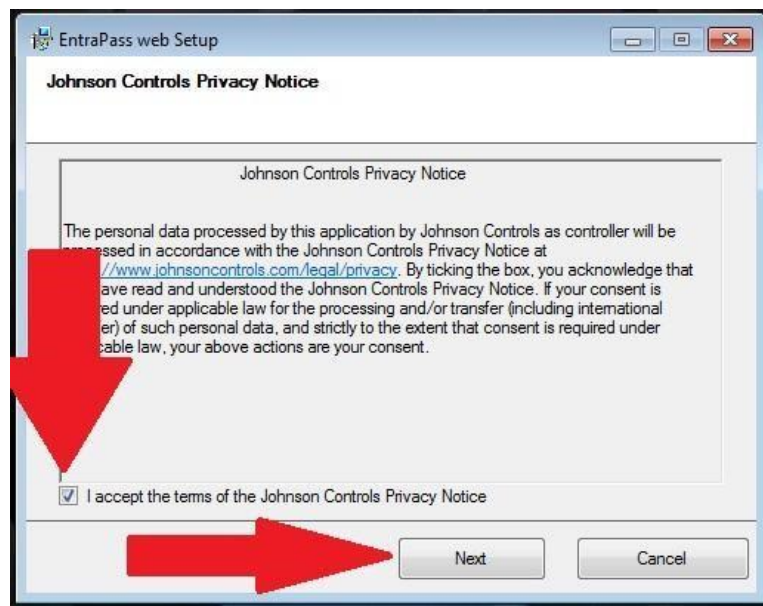 EntraPass web Setup
Johnson Controls Privacy Notice
Johnson Controls Privacy Notice
The personal data processed by this application by Johnson Controls as controller will be
in accordance with the Johnson Controls Privacy Notice at
//www.johnsoncontrols.com/legal/privacy. By ticking the box, you acknowledge that
read and understood the Johnson Controls Privacy Notice. If your consent is
under applicable law for the processing and/or transfer (including international
of such personal data, and strictly to the extent that consent is required under
law, your above actions are your consent.
I accept the terms of the Johnson Controls Privacy Notice
Next
Cancel